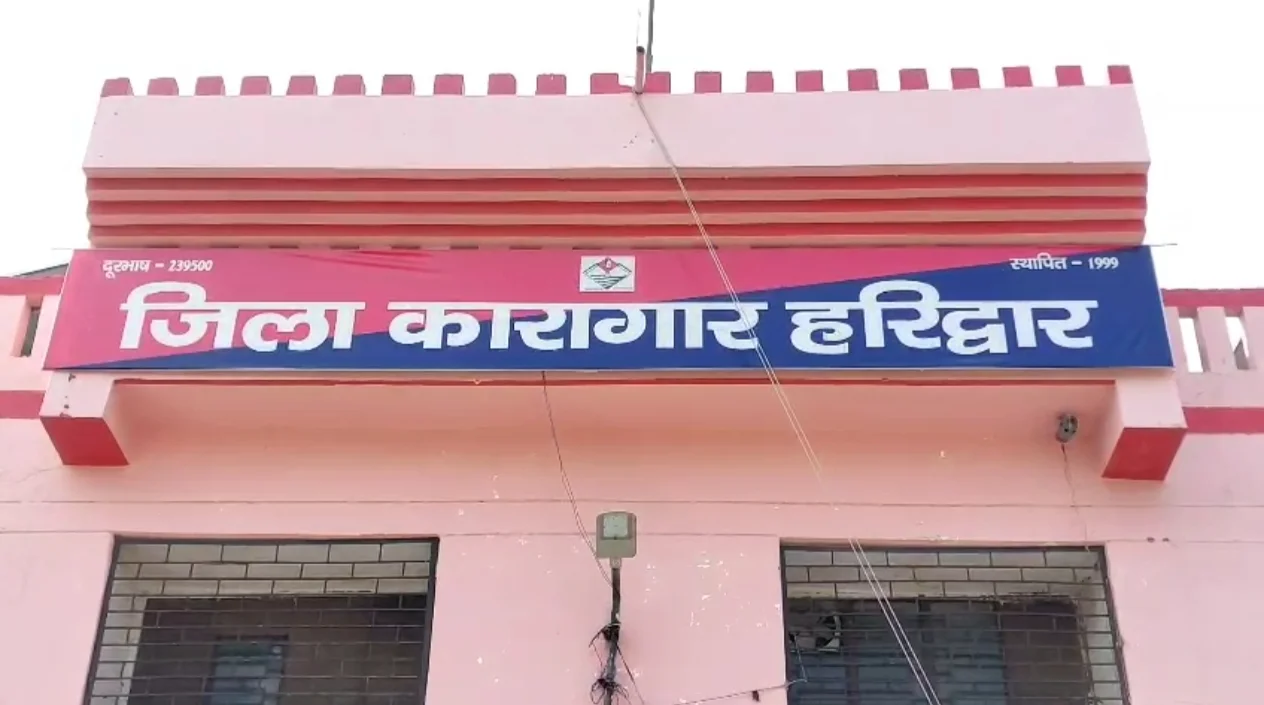 दूरभाष - 239500
स्थापित - 1999
जिला कारागार हरिद्वार